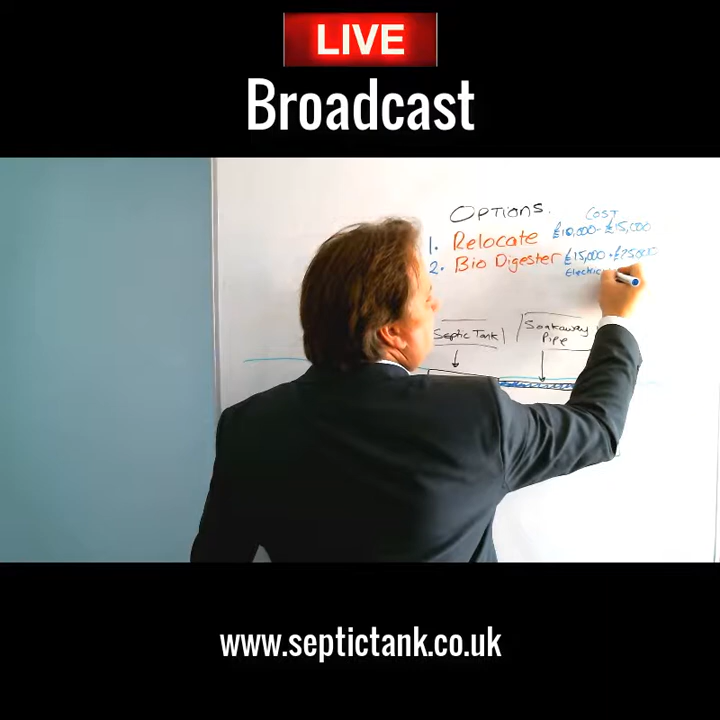 LIVE
Broadcast
OPTIONS.
COST
1. Relocate £10,000 - £15,000
2. Bio Digester £15,000 - £25,000
Septic Tank
Soakaway
Pipe
www.septictank.co.uk